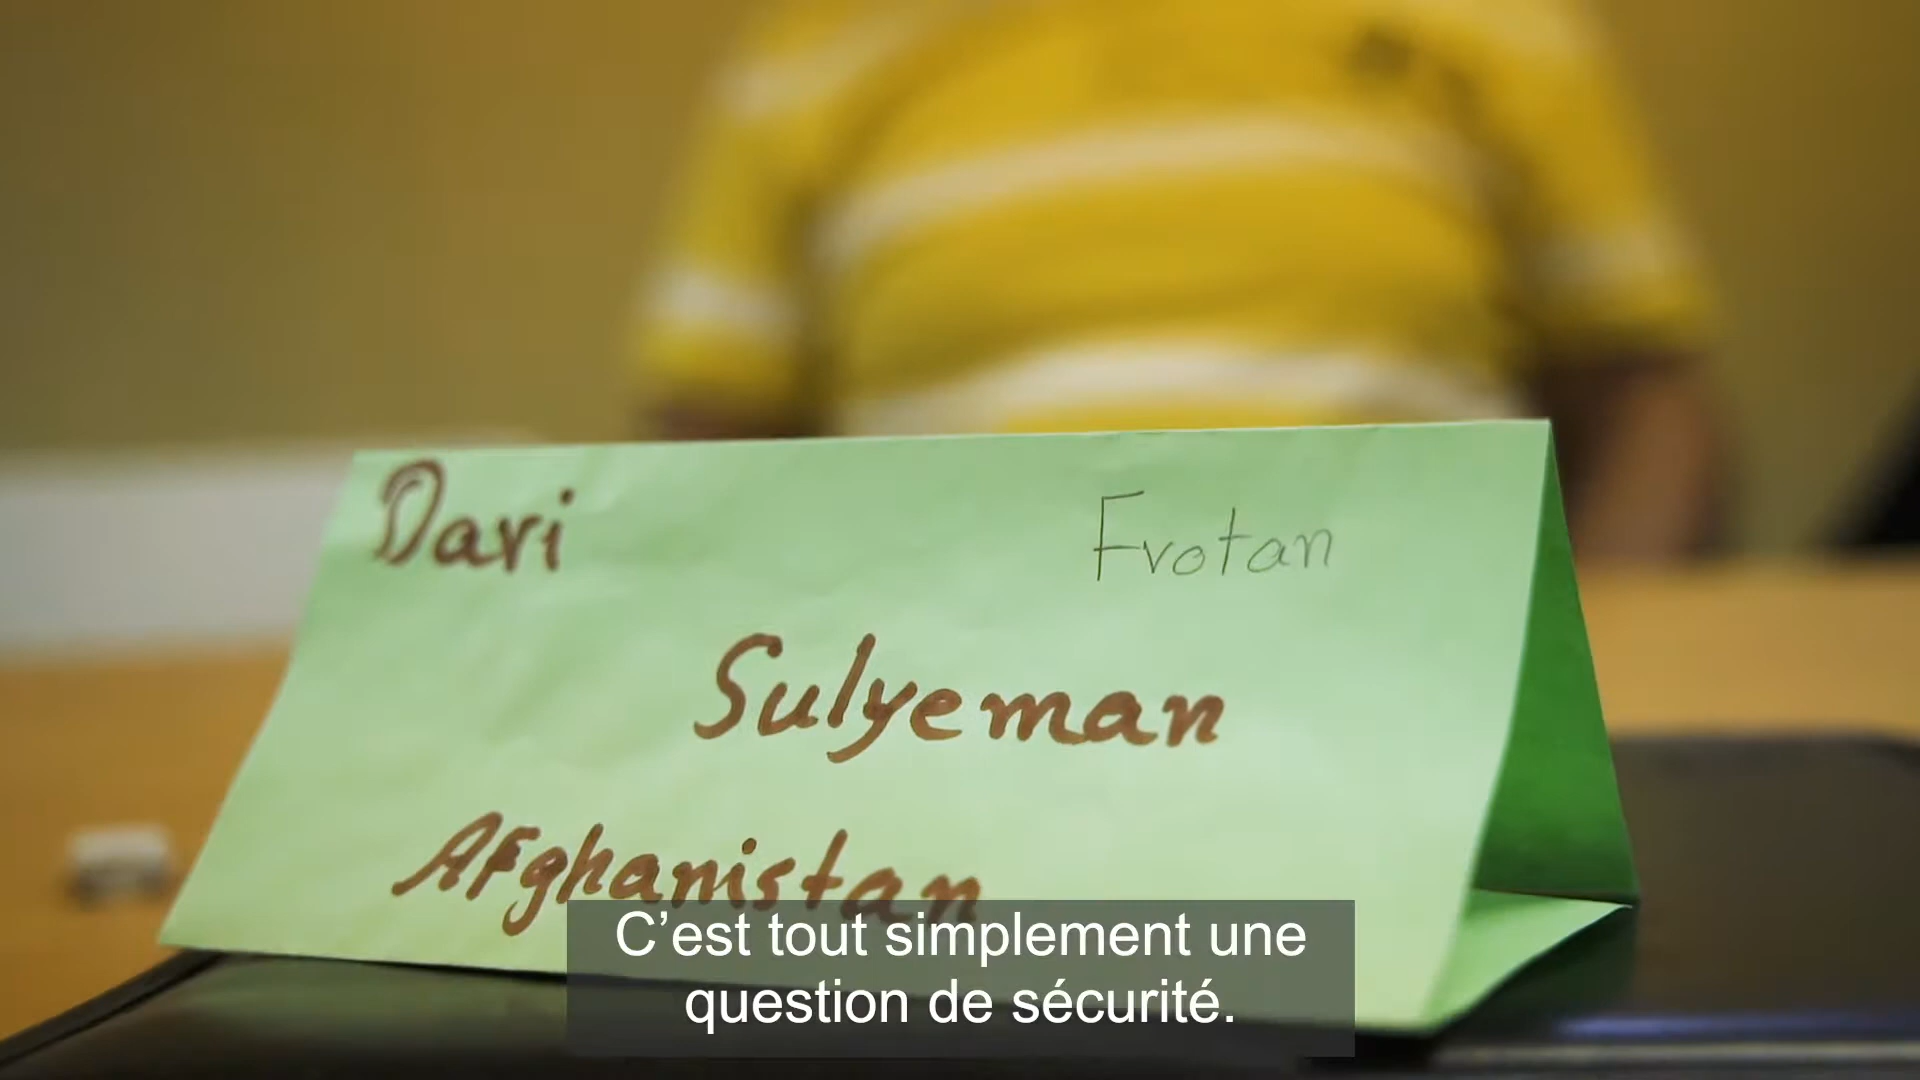 Dari Frotan
Sulyeman
Afghanistan
C’est tout simplement une
question de sécurité.